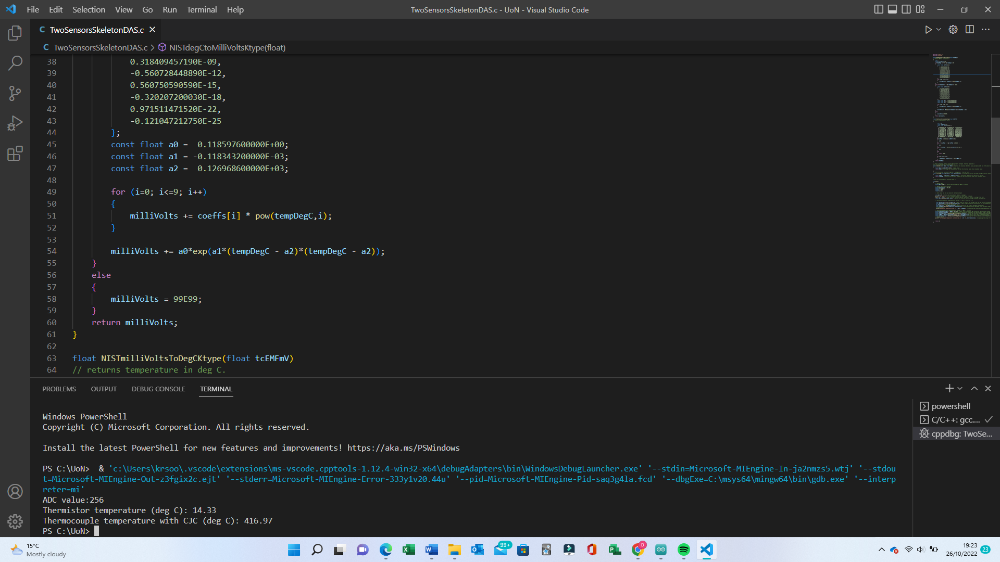 File Edit Selection View Go Run Terminal Help
TwoSensorsSkeletonDAS.c - UoN - Visual Studio Code
C TwoSensorsSkeletonDAS.c
C TwoSensorsSkeletonDAS.c > NISTdegCtoMilliVoltsKtype(float)
38 0.318409457190E-09,
39 -0.560728448890E-12,
40 0.560750590590E-15,
41 -0.320207200030E-18,
42 0.971511471520E-22,
43 -0.121047212750E-25
44 };
45 const float a0 =  0.118597600000E+00;
46 const float a1 = -0.118343200000E-03;
47 const float a2 =  0.126968600000E+03;
48
49 for (i=0; i<=9; i++)
50 {
51 milliVolts += coeffs[i] * pow(tempDegC,i);
52 }
53
54 milliVolts += a0*exp(a1*(tempDegC - a2)*(tempDegC - a2));
55 }
56 else
57 {
58 milliVolts = 99E99;
59 }
60 return milliVolts;
61 }
62
63 float NISTmilliVoltsToDegCKtype(float tcEMFmV)
64 // returns temperature in deg C.
PROBLEMS OUTPUT DEBUG CONSOLE TERMINAL
powershell
C/C++: gcc....
cppdbg: TwoSe...
Windows PowerShell
Copyright (C) Microsoft Corporation. All rights reserved.
Install the latest PowerShell for new features and improvements! https://aka.ms/PSWindows
PS C:\UoN>  & 'c:\Users\krsoo\.vscode\extensions\ms-vscode.cpptools-1.12.4-win32-x64\debugAdapters\bin\WindowsDebugLauncher.exe' '--stdin=Microsoft-MIEngine-In-ja2nmzs5.wtj' '--stdou
t=Microsoft-MIEngine-Out-z3fgix2c.ejt' '--stderr=Microsoft-MIEngine-Error-333y1v20.44u' '--pid=Microsoft-MIEngine-Pid-saq3g4la.fcd' '--dbgExe=C:\msys64\mingw64\bin\gdb.exe' '--interp
reter=mi'
ADC value:256
Thermistor temperature (deg C): 14.33
Thermocouple temperature with CJC (deg C): 416.97
PS C:\UoN>
15°C
Mostly cloudy
99+
D
19:23
26/10/2022
23